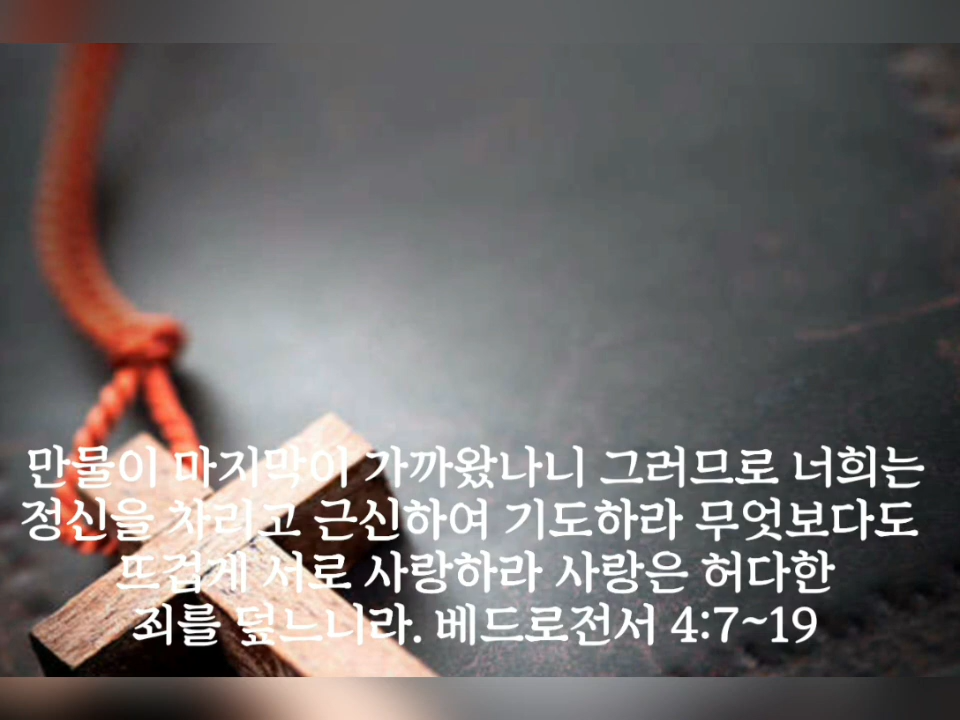 만물이 마지막이 가까왔나니 그러므로 너희는
정신을 차리고 근신하여 기도하라 무엇보다도
뜨겁게 서로 사랑하라 사랑은 허다한
죄를 덮느니라. 베드로전서 4:7~19